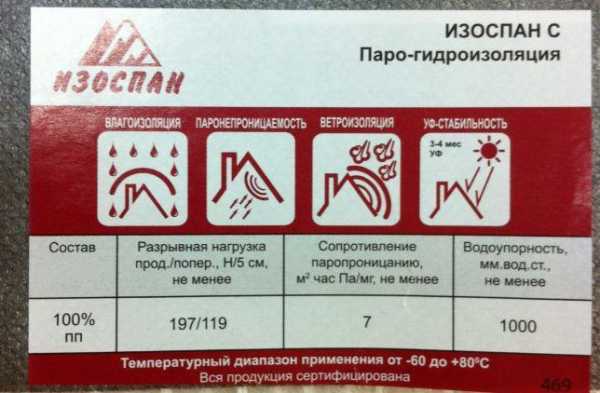 ИЗОСПАН
ИЗОСПАН С
Паро-гидроизоляция
ВЛАГОИЗОЛЯЦИЯ ПАРОНЕПРОНИЦАЕМОСТЬ ВЕТРОИЗОЛЯЦИЯ УФ-СТАБИЛЬНОСТЬ
3-4 мес
УФ
Состав
Разрывная нагрузка
прод./попер., Н/5 см,
не менее
Сопротивление
паропроницанию,
м² час Па/мг, не менее
Водоупорность,
мм.вод.ст.,
не менее
100%
пп
197/119
7
1000
Температурный диапазон применения от -60 до +80⁰С
Вся продукция сертифицирована
469